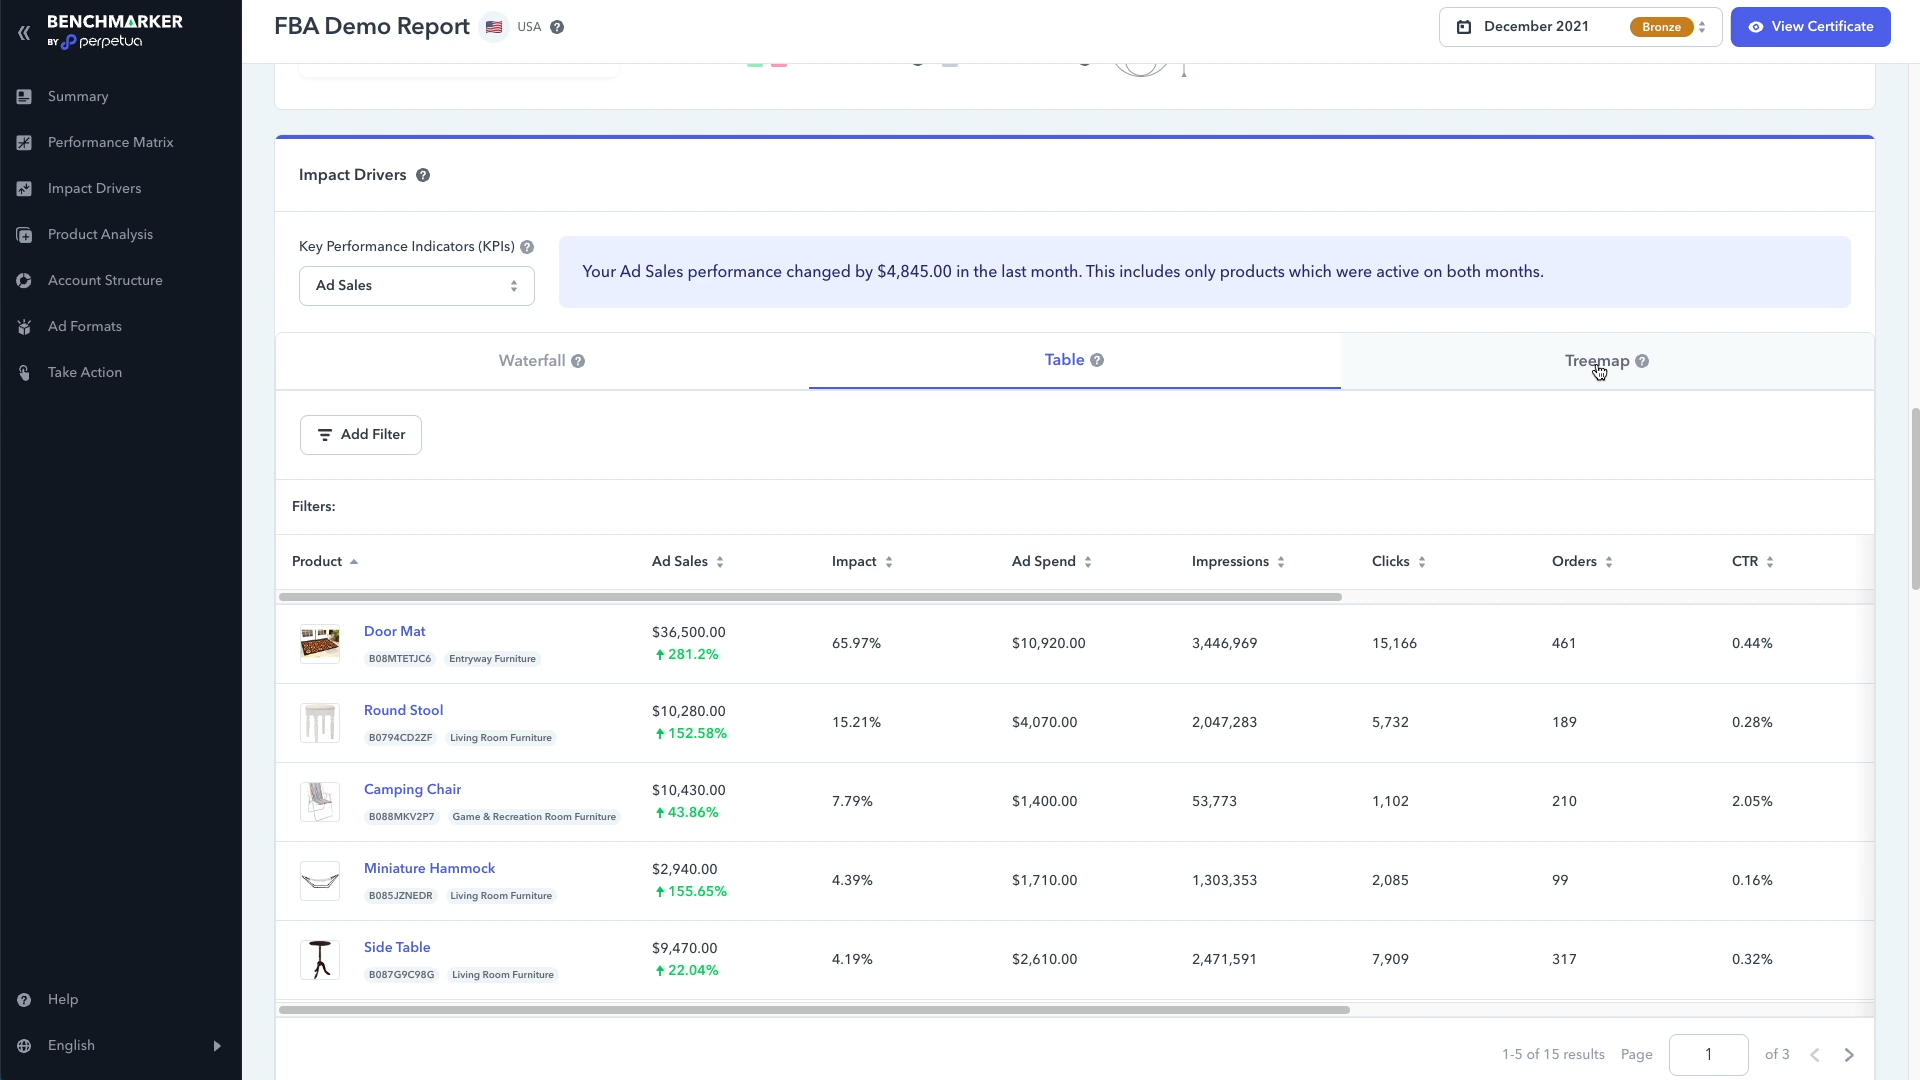 BENCHMARKER
BY perpetua
FBA Demo Report
USA
December 2021
Bronze
View Certificate
Summary
Performance Matrix
Impact Drivers
Product Analysis
Account Structure
Ad Formats
Take Action
Help
English
Impact Drivers
Key Performance Indicators (KPIs)
Ad Sales
Your Ad Sales performance changed by $4,845.00 in the last month. This includes only products which were active on both months.
Waterfall
Table
Treemap
Add Filter
Filters:
Product Ad Sales Impact Ad Spend Impressions Clicks Orders CTR
Door Mat
B08MTETJC6 Entryway Furniture
$36,500.00
281.2%
65.97% $10,920.00 3,446,969 15,166 461 0.44%
Round Stool
B0794CD2ZF Living Room Furniture
$10,280.00
152.58%
15.21% $4,070.00 2,047,283 5,732 189 0.28%
Camping Chair
B088MKV2P7 Game & Recreation Room Furniture
$10,430.00
43.86%
7.79% $1,400.00 53,773 1,102 210 2.05%
Miniature Hammock
B085JZNEDR Living Room Furniture
$2,940.00
155.65%
4.39% $1,710.00 1,303,353 2,085 99 0.16%
Side Table
B087G9C98G Living Room Furniture
$9,470.00
22.04%
4.19% $2,610.00 2,471,591 7,909 317 0.32%
1-5 of 15 results Page 1 of 3